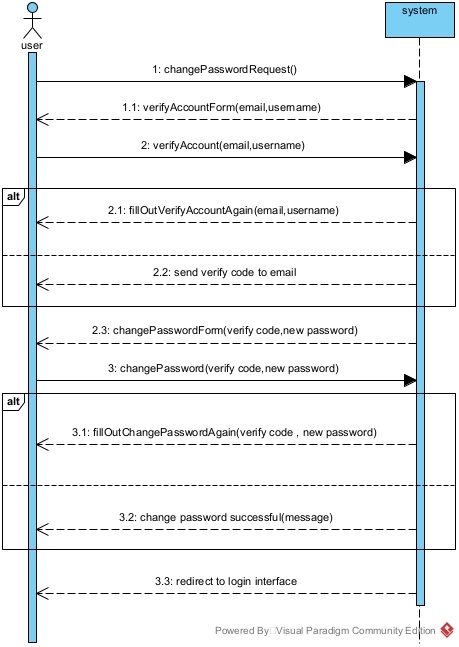 system
user
1: changePasswordRequest()
1.1: verifyAccountForm(email,username)
2: verifyAccount(email,username)
alt
2.1: fillOutVerifyAccountAgain(email,username)
2.2: send verify code to email
2.3: changePasswordForm(verify code,new password)
3: changePassword(verify code,new password)
alt
3.1: fillOutChangePasswordAgain(verify code , new password)
3.2: change password successful(message)
3.3: redirect to login interface
Powered By Visual Paradigm Community Edition